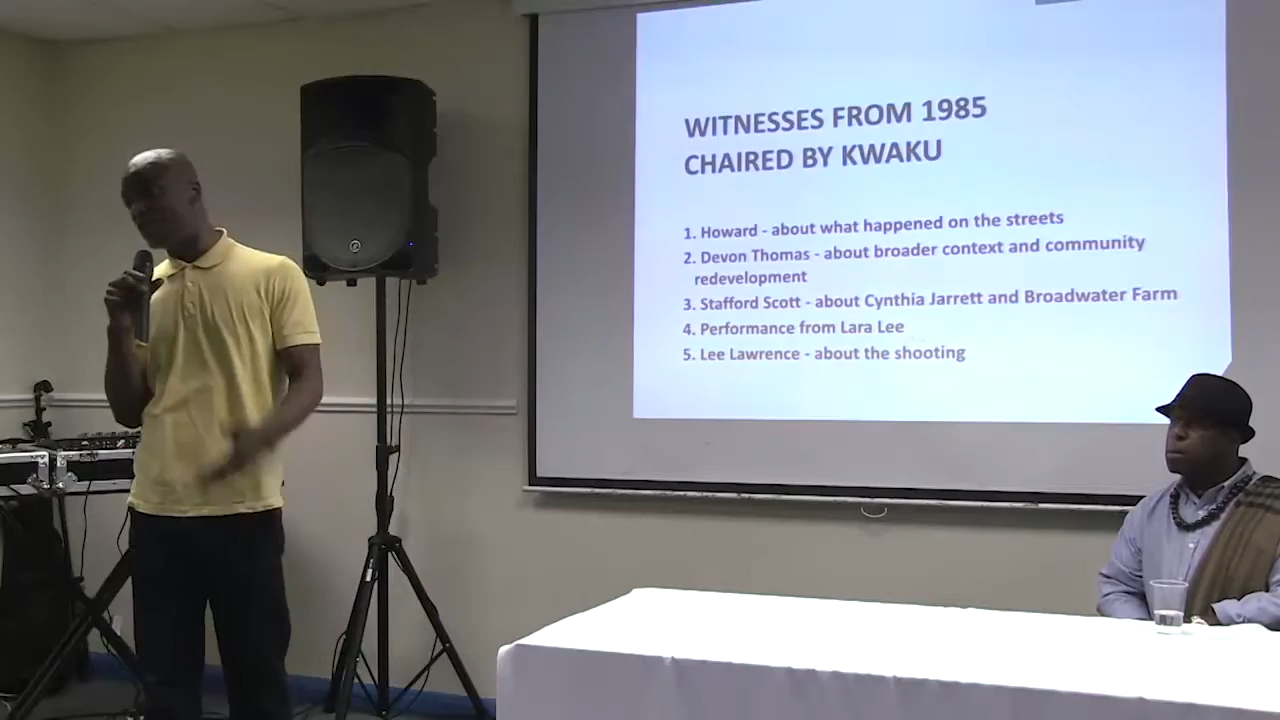 WITNESSES FROM 1985
CHAIRED BY KWAKU
1. Howard - about what happened on the streets
2. Devon Thomas - about broader context and community
redevelopment
3. Stafford Scott - about Cynthia Jarrett and Broadwater Farm
4. Performance from Lara Lee
5. Lee Lawrence - about the shooting